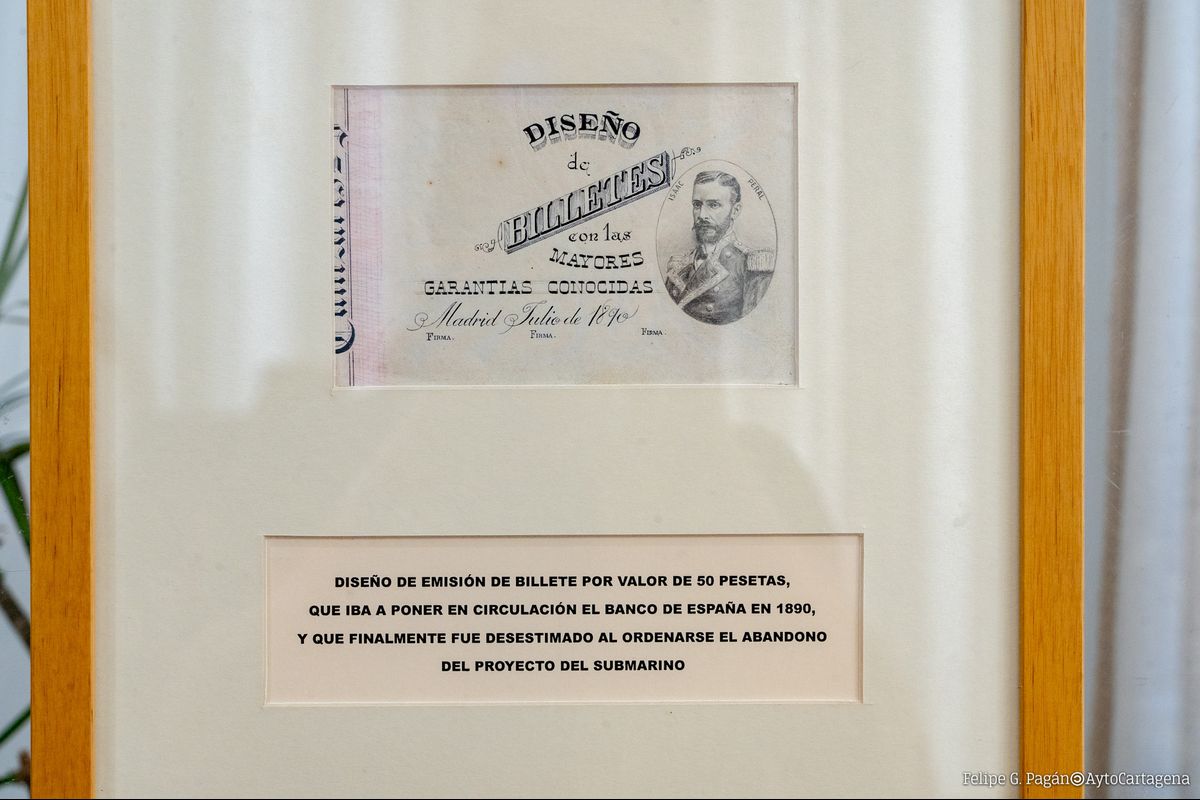 DISEÑO
de
BILLETES
con las
MAYORES
GARANTIAS CONOCIDAS
Madrid Julio de 1890
FIRMA. FIRMA. FIRMA.
ISAAC PERAL
DISEÑO DE EMISIÓN DE BILLETE POR VALOR DE 50 PESETAS,
QUE IBA A PONER EN CIRCULACIÓN EL BANCO DE ESPAÑA EN 1890,
Y QUE FINALMENTE FUE DESESTIMADO AL ORDENARSE EL ABANDONO
DEL PROYECTO DEL SUBMARINO
Felipe G. Pagán AytoCartagena